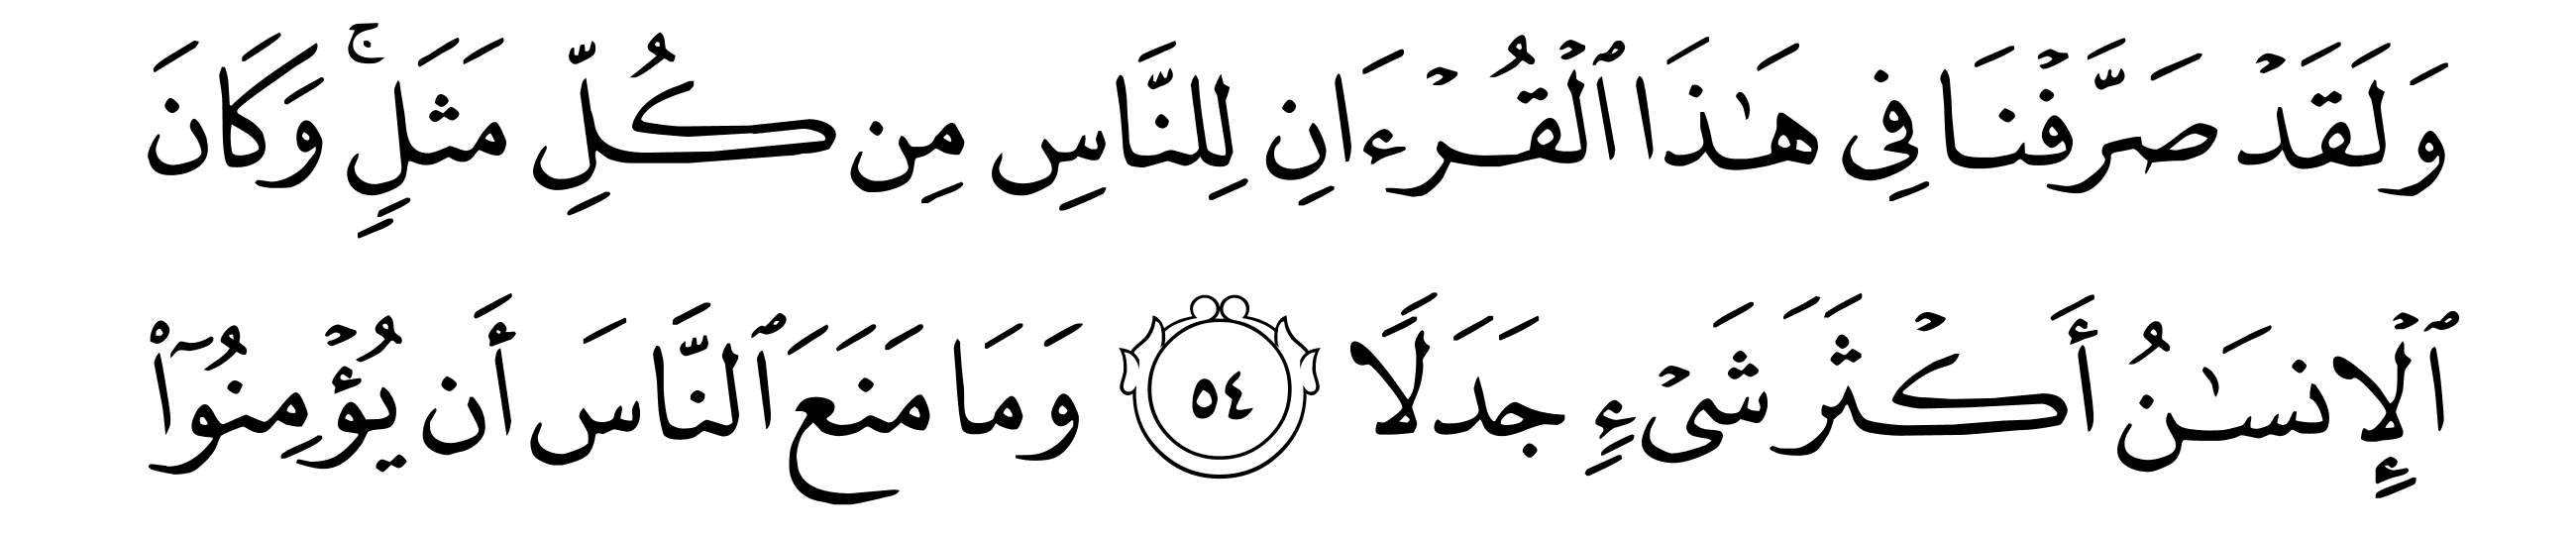 وَلَقَدۡ صَرَّفۡنَا فِي هَٰذَا ٱلۡقُرۡءَانِ لِلنَّاسِ مِن كُلِّ مَثَلٖۚ وَكَانَ
ٱلۡإِنسَٰنُ أَكۡثَرَ شَيۡءٖ جَدَلٗا ٥٤ وَمَا مَنَعَ ٱلنَّاسَ أَن يُؤۡمِنُوٓاْ